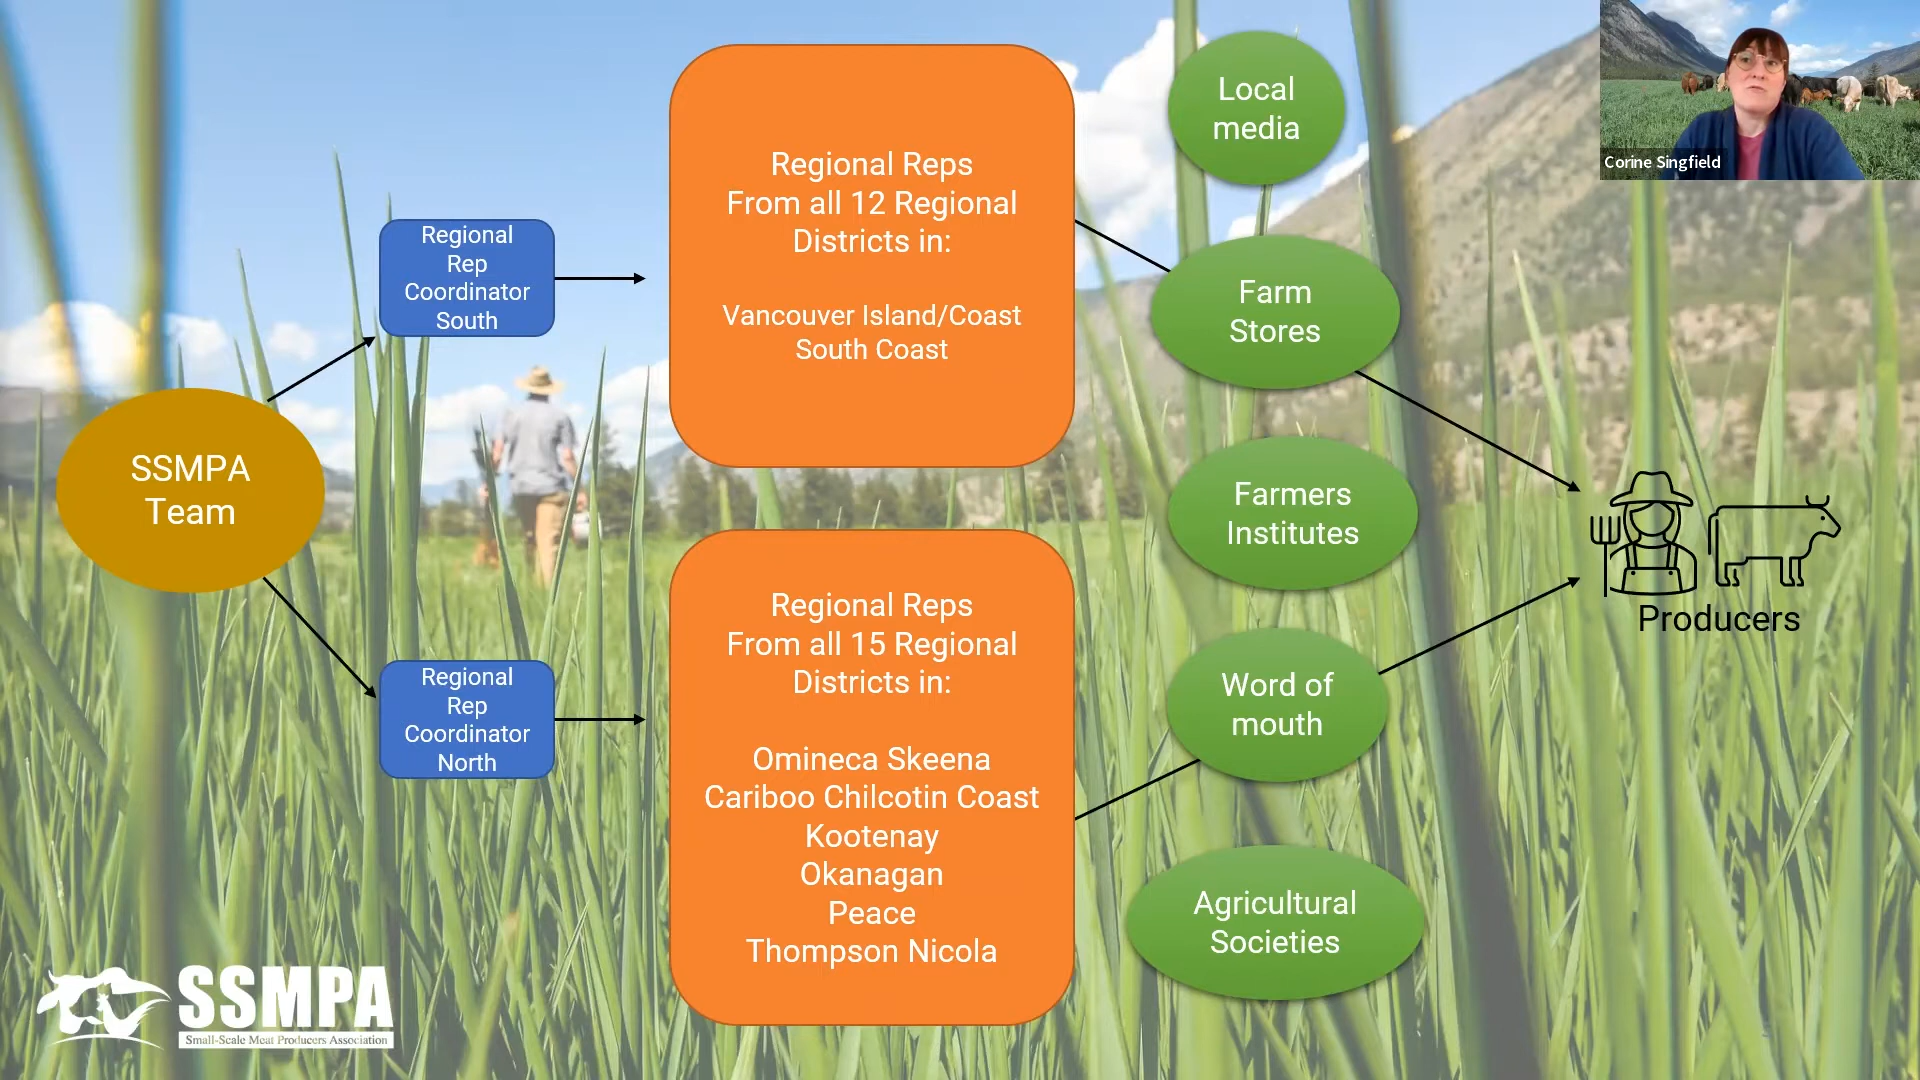 SSMPA
Team
Regional
Rep
Coordinator
South
Regional
Rep
Coordinator
North
Regional Reps
From all 12 Regional
Districts in:
Vancouver Island/Coast
South Coast
Regional Reps
From all 15 Regional
Districts in:
Omineca Skeena
Cariboo Chilcotin Coast
Kootenay
Okanagan
Peace
Thompson Nicola
Local
media
Farm
Stores
Farmers
Institutes
Word of
mouth
Agricultural
Societies
Producers
Corine Singfield
SSMPA
Small-Scale Meat Producers Association